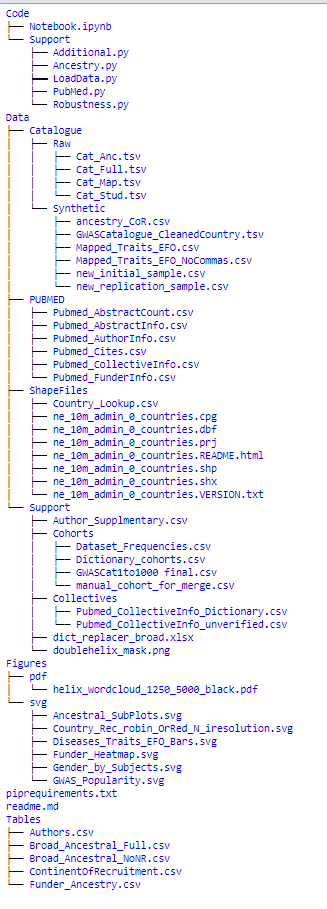 Code
├── Notebook.ipynb
└── Support
    ├── Additional.py
    ├── Ancestry.py
    ├── LoadData.py
    ├── PubMed.py
    └── Robustness.py
Data
├── Catalogue
│   ├── Raw
│   │   ├── Cat_Anc.tsv
│   │   ├── Cat_Full.tsv
│   │   ├── Cat_Map.tsv
│   │   └── Cat_Stud.tsv
│   └── Synthetic
│       ├── ancestry_CoR.csv
│       ├── GWASCatalogue_CleanedCountry.tsv
│       ├── Mapped_Traits_EFO.csv
│       ├── Mapped_Traits_EFO_NoCommas.csv
│       ├── new_initial_sample.csv
│       └── new_replication_sample.csv
├── PUBMED
│   ├── Pubmed_AbstractCount.csv
│   ├── Pubmed_AbstractInfo.csv
│   ├── Pubmed_AuthorInfo.csv
│   ├── Pubmed_Cites.csv
│   ├── Pubmed_CollectiveInfo.csv
│   └── Pubmed_FunderInfo.csv
├── ShapeFiles
│   ├── Country_Lookup.csv
│   ├── ne_10m_admin_0_countries.cpg
│   ├── ne_10m_admin_0_countries.dbf
│   ├── ne_10m_admin_0_countries.prj
│   ├── ne_10m_admin_0_countries.README.html
│   ├── ne_10m_admin_0_countries.shp
│   ├── ne_10m_admin_0_countries.shx
│   └── ne_10m_admin_0_countries.VERSION.txt
└── Support
    ├── Author_Supplmentary.csv
    ├── Cohorts
    │   ├── Dataset_Frequencies.csv
    │   ├── Dictionary_cohorts.csv
    │   ├── GWASCat1to1000 final.csv
    │   └── manual_cohort_for_merge.csv
    ├── Collectives
    │   ├── Pubmed_CollectiveInfo_Dictionary.csv
    │   └── Pubmed_CollectiveInfo_unverified.csv
    ├── dict_replacer_broad.xlsx
    └── doublehelix_mask.png
Figures
├── pdf
│   └── helix_wordcloud_1250_5000_black.pdf
└── svg
    ├── Ancestral_SubPlots.svg
    ├── Country_Rec_robin_OrRed_N_iresolution.svg
    ├── Diseases_Traits_EFO_Bars.svg
    ├── Funder_Heatmap.svg
    ├── Gender_by_Subjects.svg
    └── GWAS_Popularity.svg
piprequirements.txt
readme.md
Tables
├── Authors.csv
├── Broad_Ancestral_Full.csv
├── Broad_Ancestral_NoNR.csv
├── ContinentOfRecruitment.csv
└── Funder_Ancestry.csv